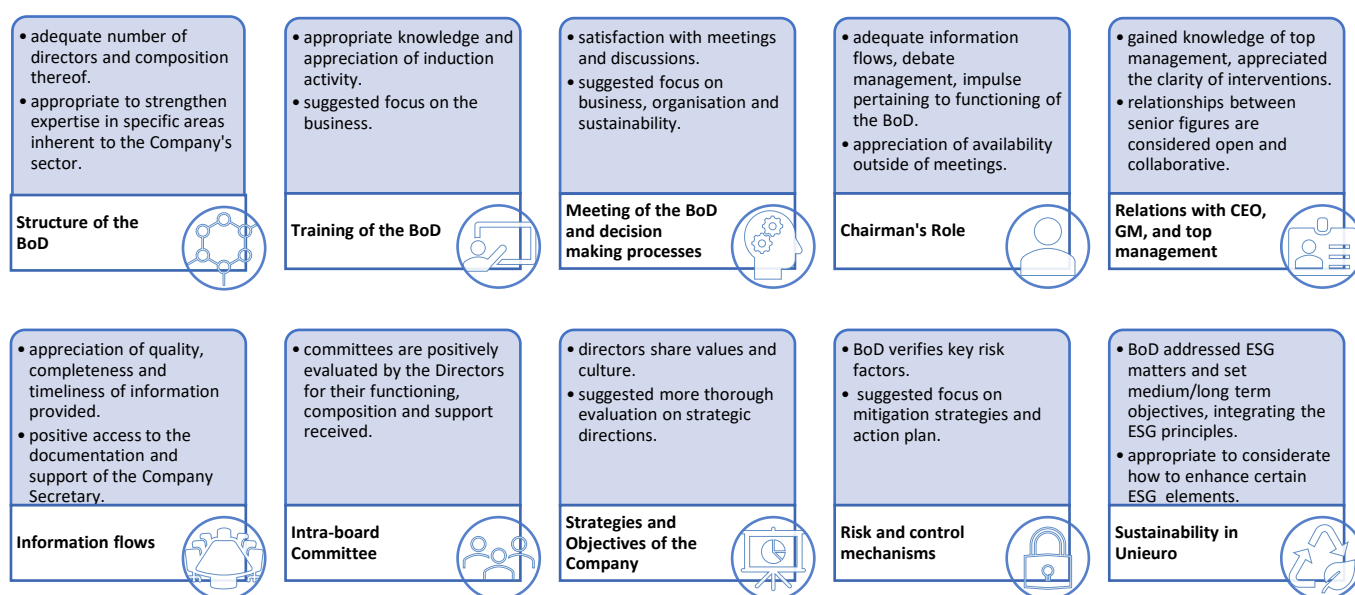 • adequate number of
directors and composition
thereof.
• appropriate to strengthen
expertise in specific areas
inherent to the Company's
sector.
Structure of the
BoD
• appropriate knowledge and
appreciation of induction
activity.
• suggested focus on the
business.
Training of the BoD
• satisfaction with meetings
and discussions.
• suggested focus on
business, organisation and
sustainability.
Meeting of the BoD
and decision
making processes
• adequate information
flows, debate
management, impulse
pertaining to functioning of
the BoD.
• appreciation of availability
outside of meetings.
Chairman's Role
• gained knowledge of top
management, appreciated
the clarity of interventions.
• relationships between
senior figures are
considered open and
collaborative.
Relations with CEO,
GM, and top
management
• appreciation of quality,
completeness and
timeliness of information
provided.
• positive access to the
documentation and
support of the Company
Secretary.
Information flows
• committees are positively
evaluated by the Directors
for their functioning,
composition and support
received.
Intra-board
Committee
• directors share values and
culture.
• suggested more thorough
evaluation on strategic
directions.
Strategies and
Objectives of the
Company
• BoD verifies key risk
factors.
• suggested focus on
mitigation strategies and
action plan.
Risk and control
mechanisms
• BoD addressed ESG
matters and set
medium/long term
objectives, integrating the
ESG principles.
• appropriate to considerate
how to enhance certain
ESG elements.
Sustainability in
Unieuro